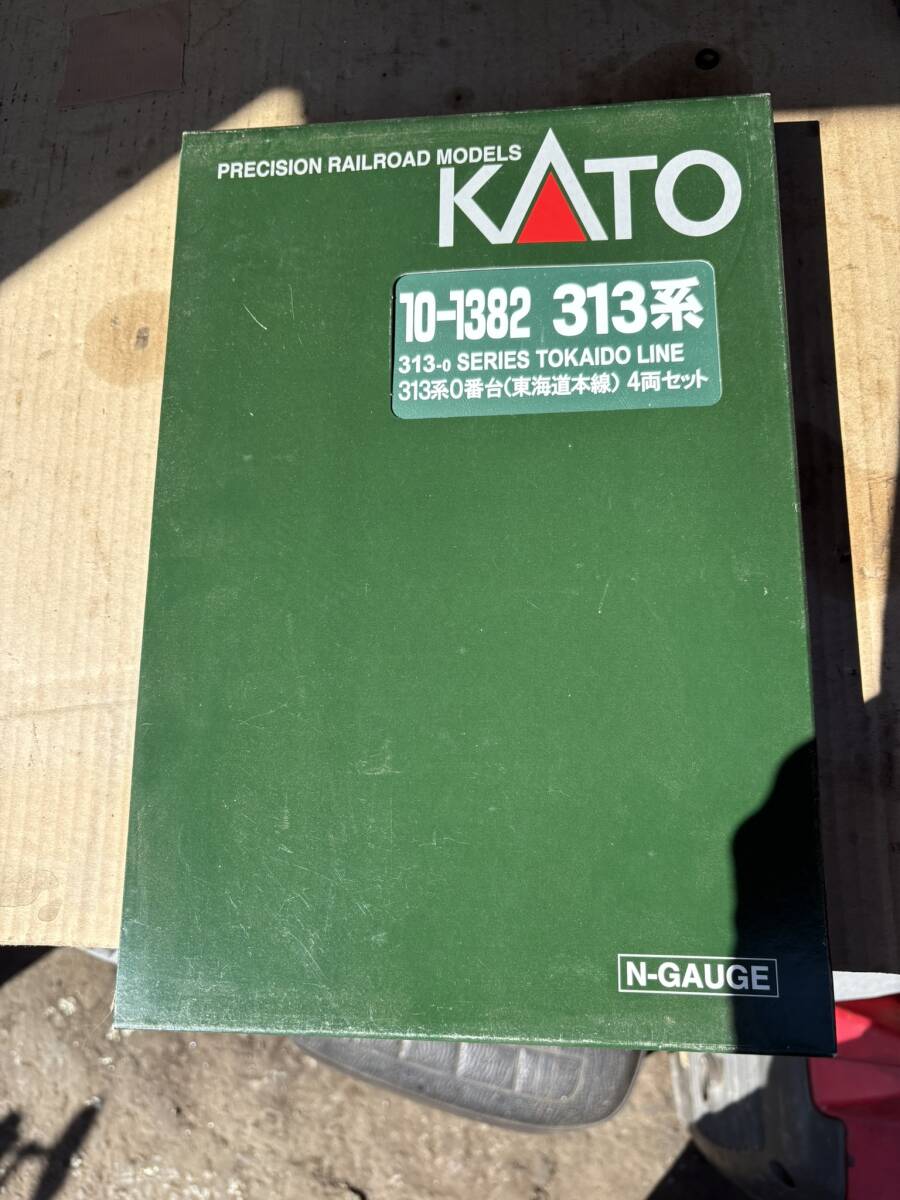 PRECISION RAILROAD MODELS
KATO
10-1382 313系
313-0 SERIES TOKAIDO LINE
313系0番台(東海道本線) 4両セット
N-GAUGE